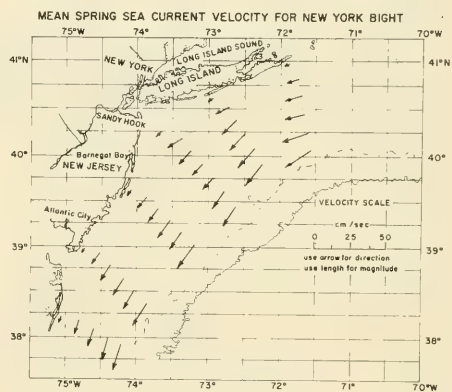 MEAN SPRING SEA CURRENT VELOCITY FOR NEW YORK BIGHT
75°W 74° 73° 72° 71° 70°W
41°N 41°N
NEW YORK
LONG ISLAND SOUND
LONG ISLAND
SANDY HOOK
40° 40°
Barnegat Bay
NEW JERSEY
VELOCITY SCALE
Atlantic City
cm/sec
0 25 50
39° 39°
use arrow for direction
use length for magnitude
38° 38°
75°W 74° 73° 72° 71° 70°W